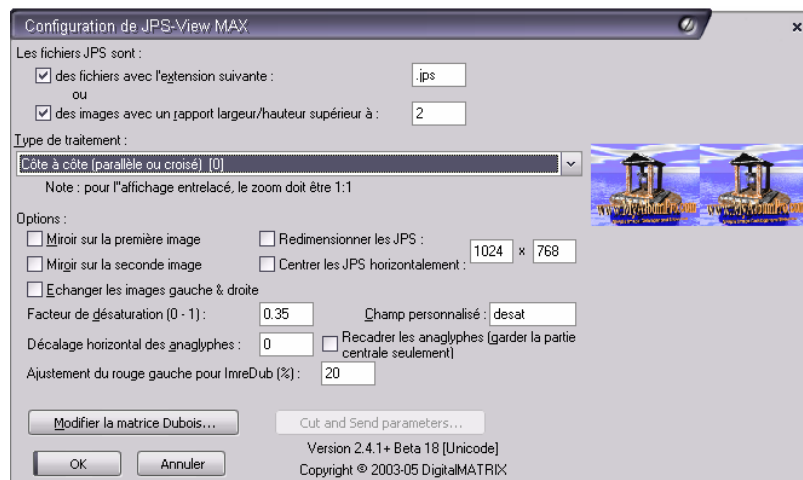 Configuration de JPS-View MAX
Les fichiers JPS sont :
des fichiers avec l'extension suivante :
.jps
ou
des images avec un rapport largeur/hauteur supérieur à :
2
Type de traitement :
Côte à côte (parallèle ou croisé) [0]
Note : pour l''affichage entrelacé, le zoom doit être 1:1
www.MyAlbumPro.com www.MyAlbumPro.com
Options :
Miroir sur la première image
Redimensionner les JPS :
1024 x 768
Miroir sur la seconde image
Centrer les JPS horizontalement :
Echanger les images gauche & droite
Facteur de désaturation (0 - 1) :
0.35
Champ personnalisé :
desat
Décalage horizontal des anaglyphes :
0
Recadrer les anaglyphes (garder la partie
centrale seulement)
Ajustement du rouge gauche pour ImreDub (%) :
20
Modifier la matrice Dubois...
Cut and Send parameters...
Version 2.4.1+ Beta 18 [Unicode]
OK
Annuler
Copyright © 2003-05 DigitalMATRIX